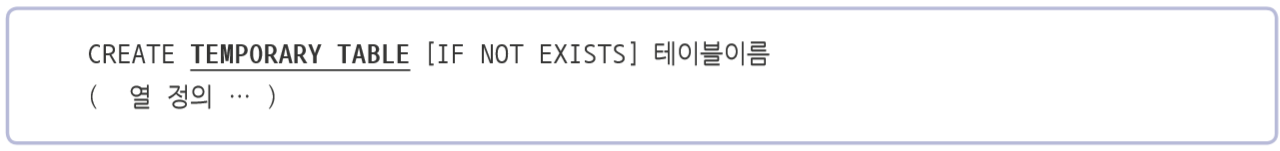 CREATE TEMPORARY TABLE [IF NOT EXISTS] 테이블이름
( 열 정의 … )